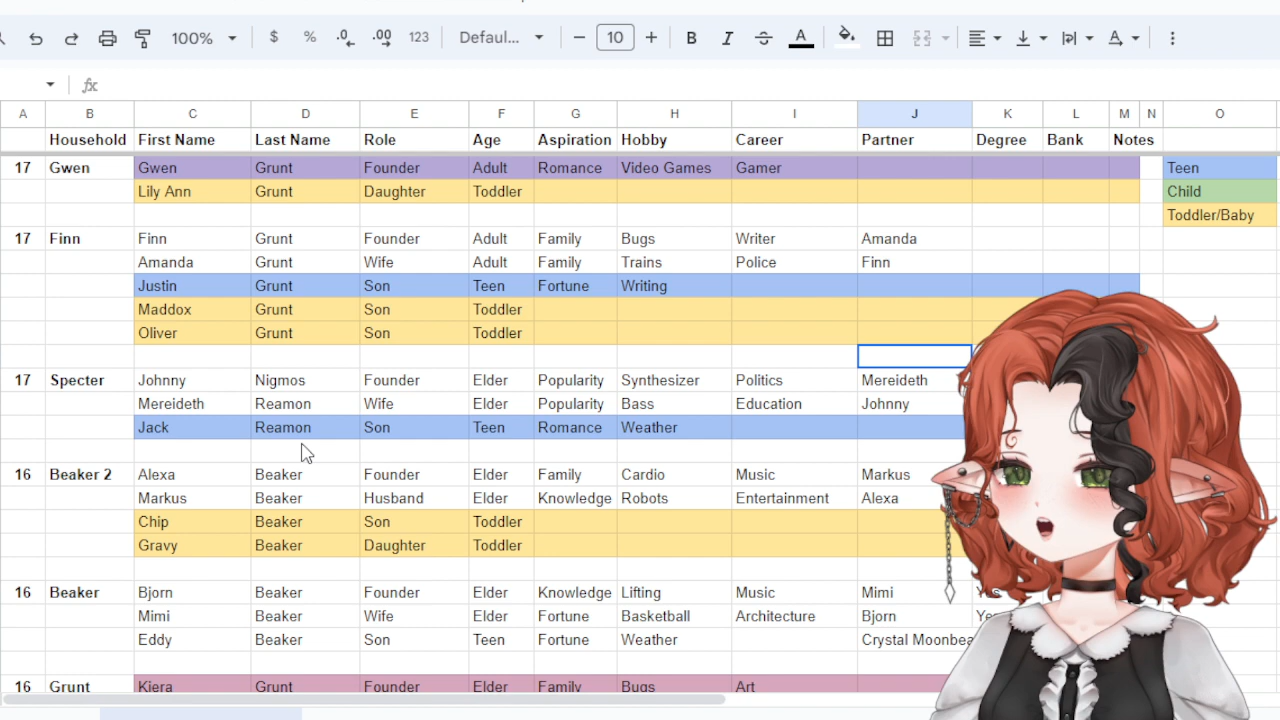 100% $ % .0 .00 123 Defaul... 10 B I A A
fx
A B C D E F G H I J K L M N O
Household First Name Last Name Role Age Aspiration Hobby Career Partner Degree Bank Notes
17 Gwen Gwen Grunt Founder Adult Romance Video Games Gamer Teen
Lily Ann Grunt Daughter Toddler Child
Toddler/Baby
17 Finn Finn Grunt Founder Adult Family Bugs Writer Amanda
Amanda Grunt Wife Adult Family Trains Police Finn
Justin Grunt Son Teen Fortune Writing
Maddox Grunt Son Toddler
Oliver Grunt Son Toddler
17 Specter Johnny Nigmos Founder Elder Popularity Synthesizer Politics Mereideth
Mereideth Reamon Wife Elder Popularity Bass Education Johnny
Jack Reamon Son Teen Romance Weather
16 Beaker 2 Alexa Beaker Founder Elder Family Cardio Music Markus
Markus Beaker Husband Elder Knowledge Robots Entertainment Alexa
Chip Beaker Son Toddler
Gravy Beaker Daughter Toddler
16 Beaker Bjorn Beaker Founder Elder Knowledge Lifting Music Mimi Yes
Mimi Beaker Wife Elder Fortune Basketball Architecture Bjorn Ye
Eddy Beaker Son Teen Fortune Weather Crystal Moonbea
16 Grunt Kiera Grunt Founder Elder Family Bugs Art